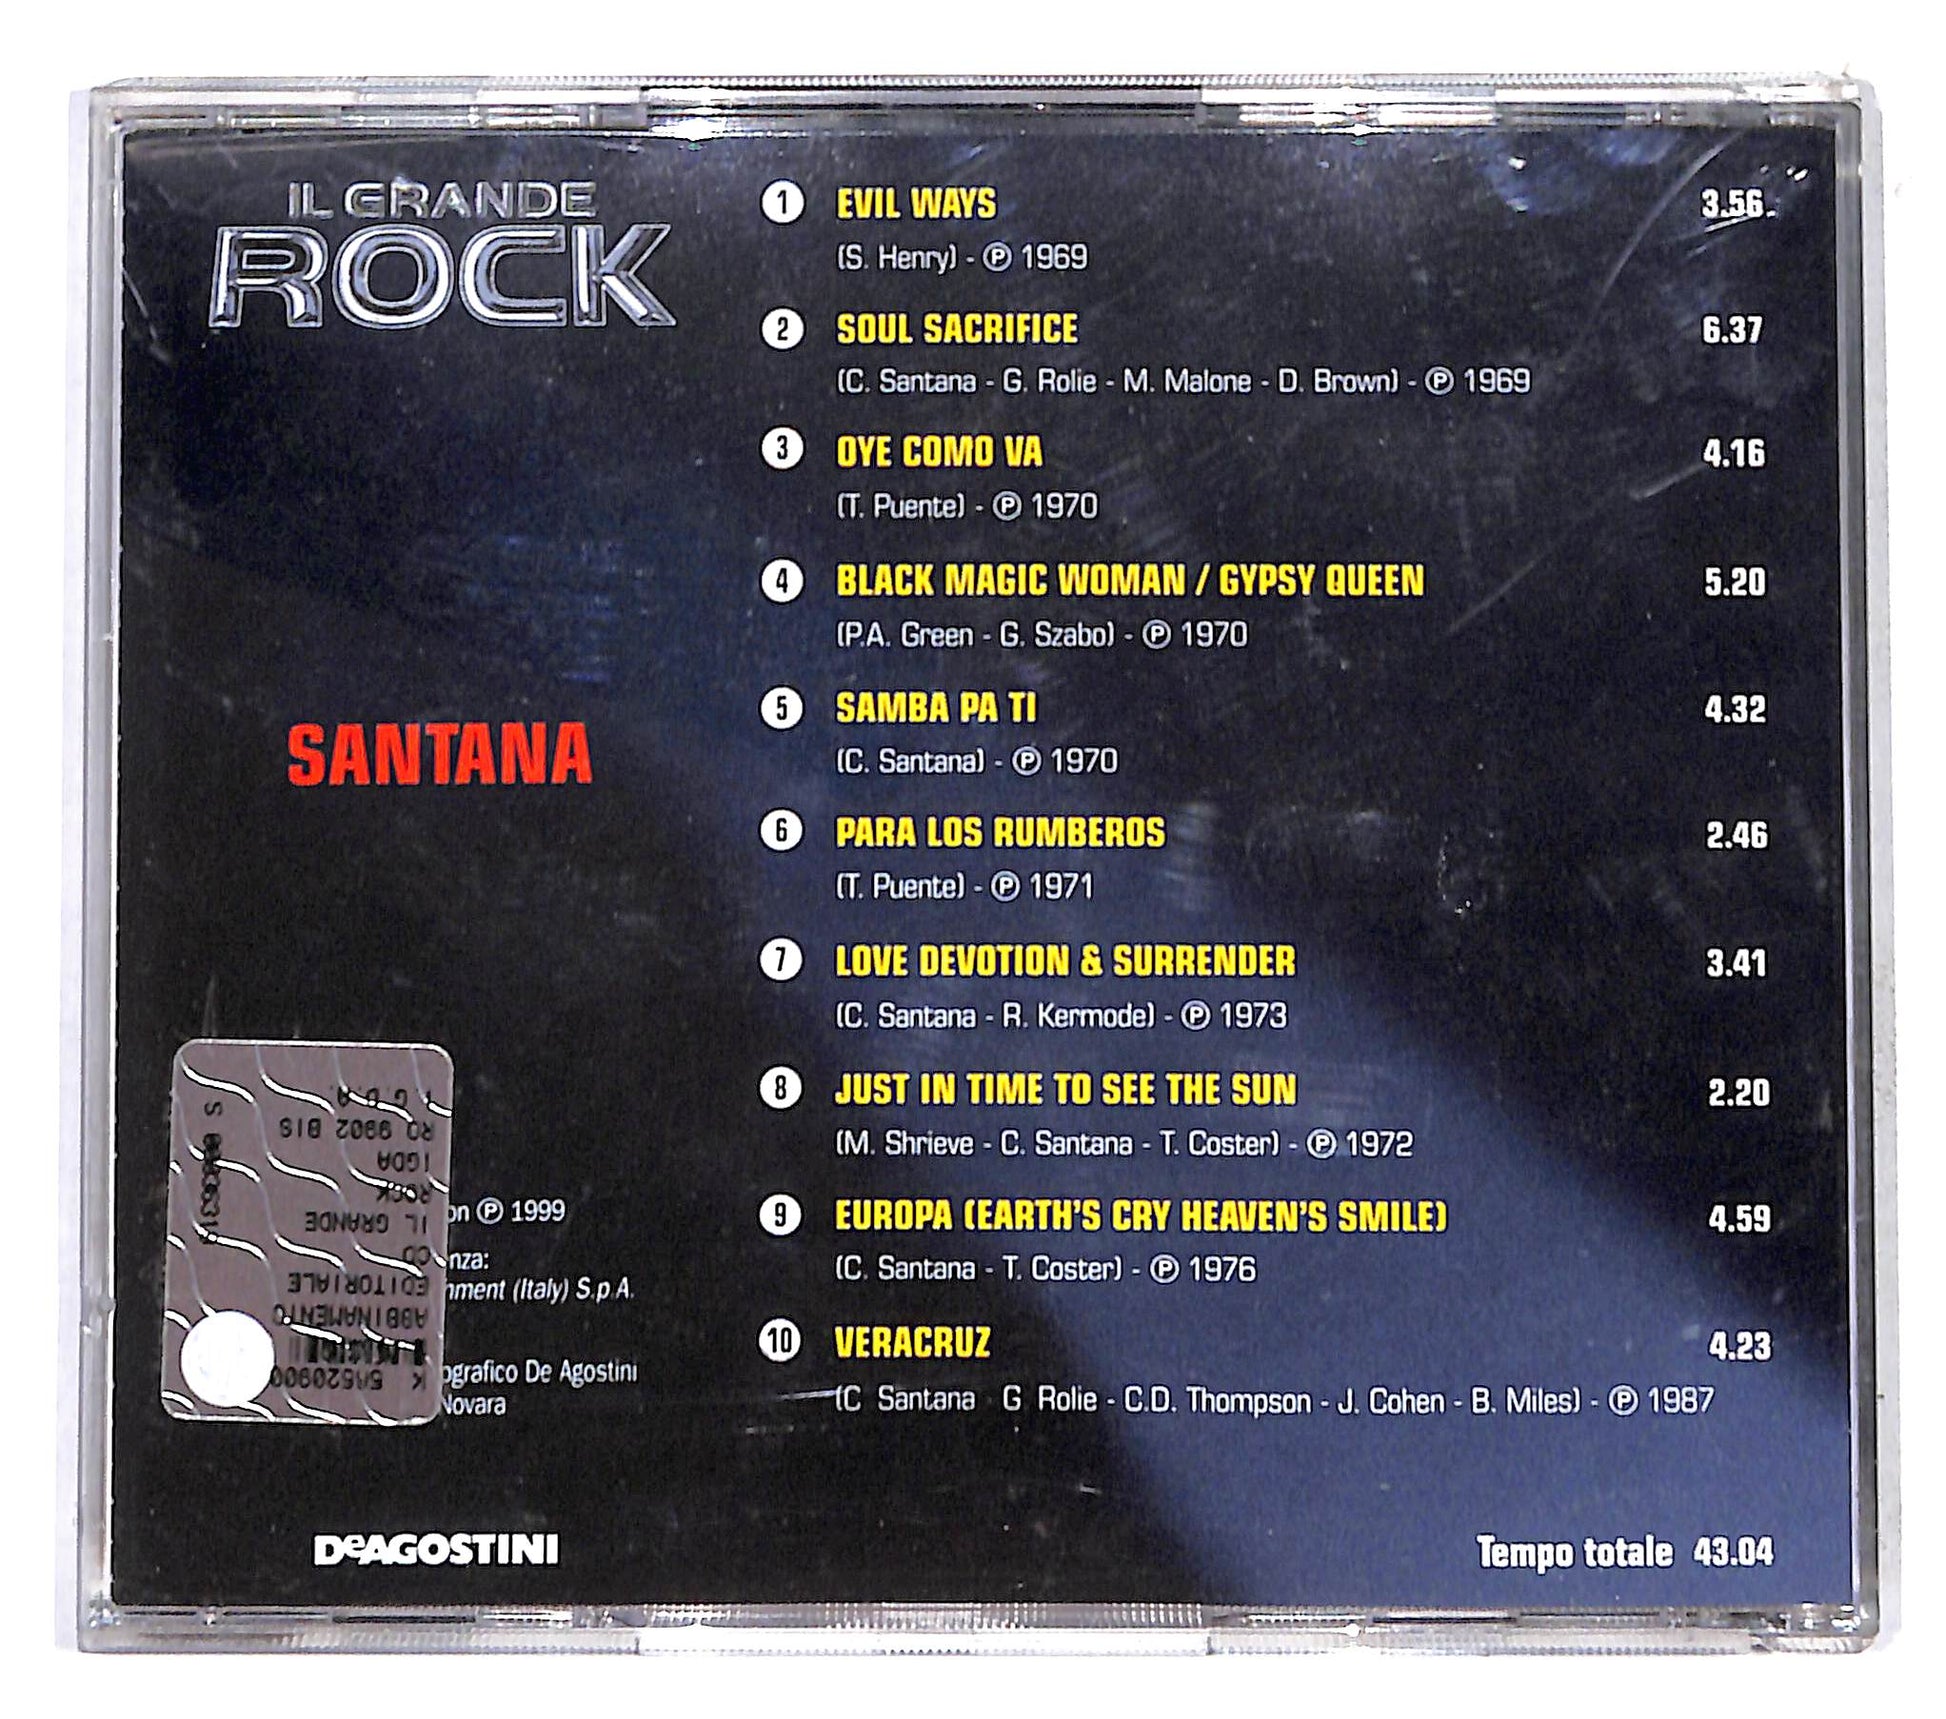 IL GRANDE
ROCK
SANTANA
1 EVIL WAYS 3.56
(S. Henry) - ℗ 1969
2 SOUL SACRIFICE 6.37
(C. Santana - G. Rolie - M. Malone - D. Brown) - ℗ 1969
3 OYE COMO VA 4.16
(T. Puente) - ℗ 1970
4 BLACK MAGIC WOMAN / GYPSY QUEEN 5.20
(P.A. Green - G. Szabo) - ℗ 1970
5 SAMBA PA TI 4.32
(C. Santana) - ℗ 1970
6 PARA LOS RUMBEROS 2.46
(T. Puente) - ℗ 1971
7 LOVE DEVOTION & SURRENDER 3.41
(C. Santana - R. Kermode) - ℗ 1973
8 JUST IN TIME TO SEE THE SUN 2.20
(M. Shrieve - C. Santana - T. Coster) - ℗ 1972
9 EUROPA (EARTH'S CRY HEAVEN'S SMILE) 4.59
(C. Santana - T. Coster) - ℗ 1976
10 VERACRUZ 4.23
(C Santana G Rolie - C.D. Thompson - J. Cohen - B. Miles) - ℗ 1987
Tempo totale 43.04
on ℗ 1999
nza:
nment (Italy) S.p.A.
ografico De Agostini
Novara
ABBINAMENTO
EDITORIALE
CD
IL GRANDE
ROCK
IGDA
RO 9902 BIS
DeAGOSTINI